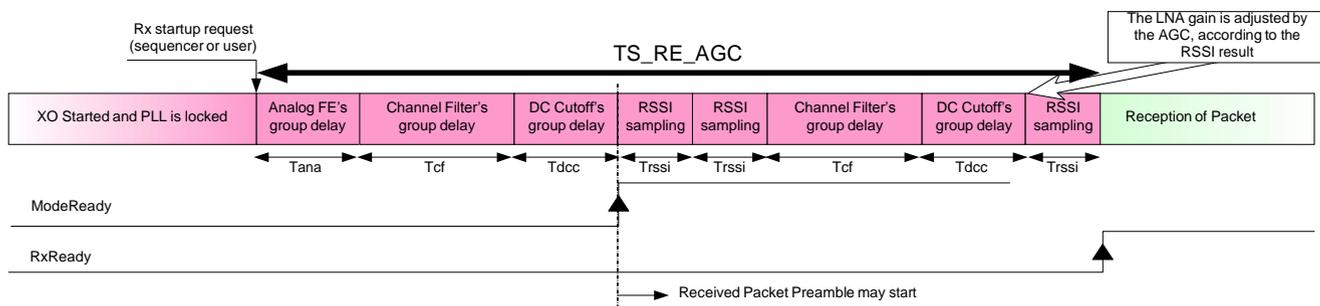 Rx startup request
(sequencer or user)
TS_RE_AGC
The LNA gain is adjusted by
the AGC, according to the
RSSI result
XO Started and PLL is locked
Analog FE's
group delay
Channel Filter's
group delay
DC Cutoff's
group delay
RSSI
sampling
RSSI
sampling
Channel Filter's
group delay
DC Cutoff's
group delay
RSSI
sampling
Reception of Packet
Tana
Tcf
Tdcc
Trssi
Trssi
Tcf
Tdcc
Trssi
ModeReady
RxReady
Received Packet Preamble may start